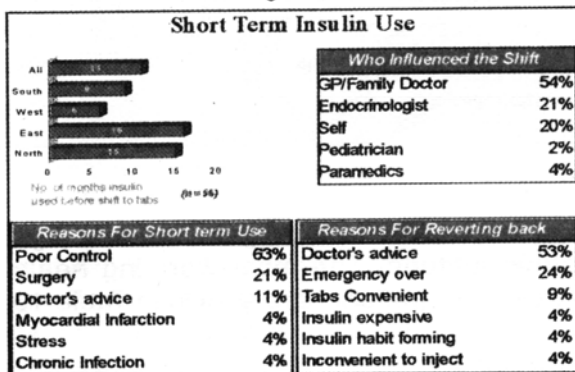 Short Term Insulin Use
All
South
West
East
North
0 5 10 15 20
No. of months insulin
used before shift to tabs
(n = 56)
Who Influenced the Shift
GP/Family Doctor 54%
Endocrinologist 21%
Self 20%
Pediatrician 2%
Paramedics 4%
Reasons For Short term Use
Poor Control 63%
Surgery 21%
Doctor's advice 11%
Myocardial Infarction 4%
Stress 4%
Chronic Infection 4%
Reasons For Reverting back
Doctor's advice 53%
Emergency over 24%
Tabs Convenient 9%
Insulin expensive 4%
Insulin habit forming 4%
Inconvenient to inject 4%